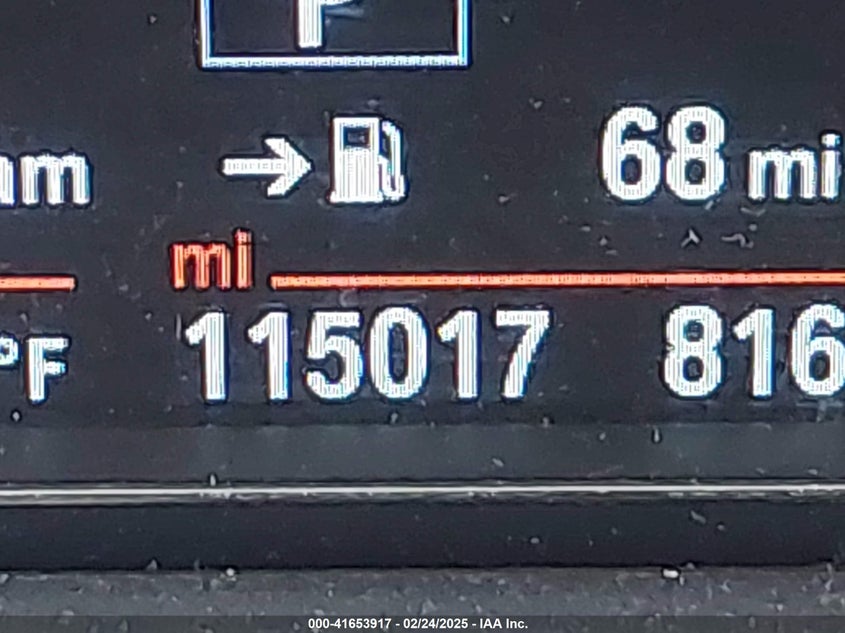 P
am 68 mi
mi
°F 115017 816
000-41653917 - 02/24/2025 - IAA Inc.